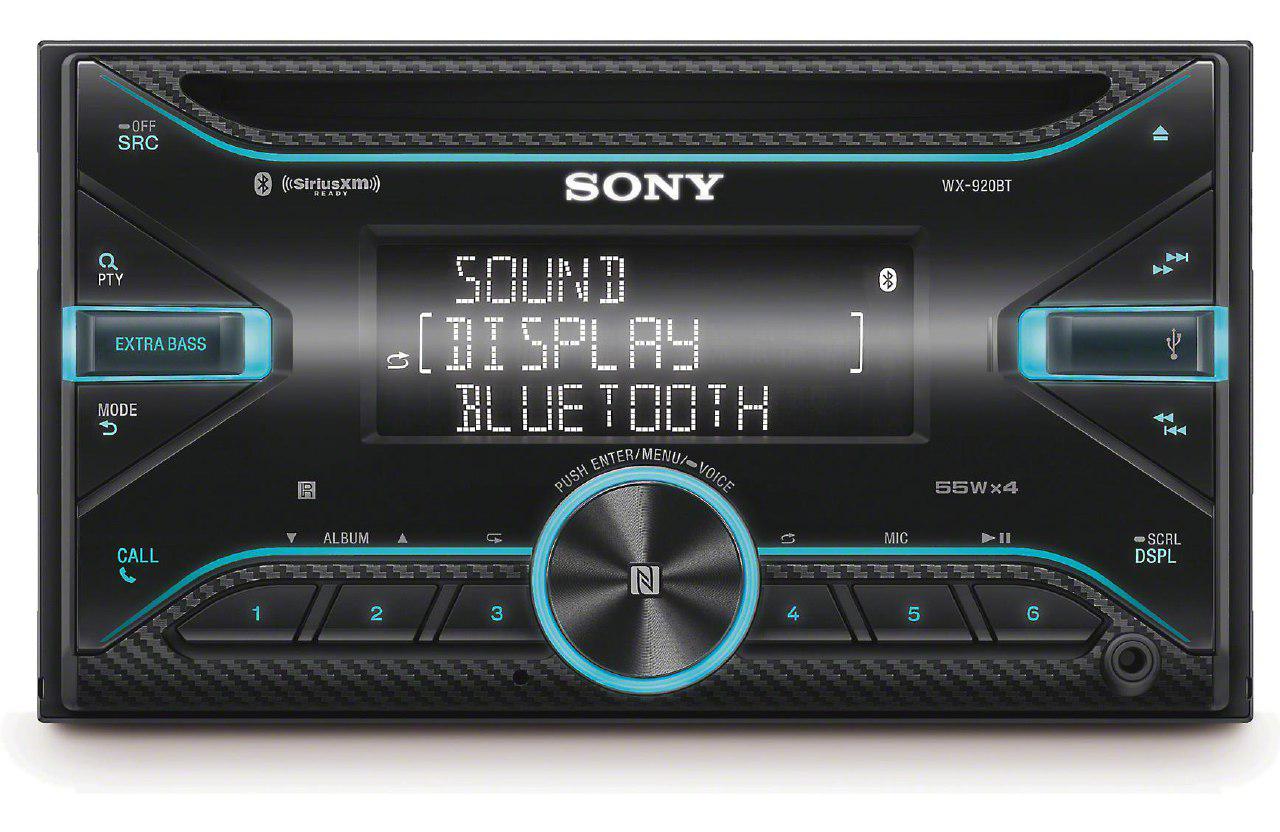 OFF
SRC
SiriusXM
READY
SONY
WX-920BT
PTY
SOUND
EXTRA BASS
DISPLAY
MODE
BLUETOOTH
PUSH ENTER/MENU/ VOICE
R
55W×4
ALBUM
MIC
SCRL
DSPL
CALL
1
2
3
N
4
5
6